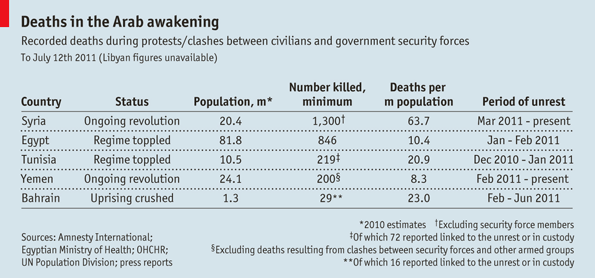 Deaths in the Arab awakening
Recorded deaths during protests/clashes between civilians and government security forces
To July 12th 2011 (Libyan figures unavailable)
Country Status Population, m* Number killed, minimum Deaths per m population Period of unrest
Syria Ongoing revolution 20.4 1,300† 63.7 Mar 2011 - present
Egypt Regime toppled 81.8 846 10.4 Jan - Feb 2011
Tunisia Regime toppled 10.5 219‡ 20.9 Dec 2010 - Jan 2011
Yemen Ongoing revolution 24.1 200§ 8.3 Feb 2011 - present
Bahrain Uprising crushed 1.3 29** 23.0 Feb - Jun 2011
*2010 estimates †Excluding security force members
‡Of which 72 reported linked to the unrest or in custody
§Excluding deaths resulting from clashes between security forces and other armed groups
**Of which 16 reported linked to the unrest or in custody
Sources: Amnesty International;
Egyptian Ministry of Health; OHCHR;
UN Population Division; press reports